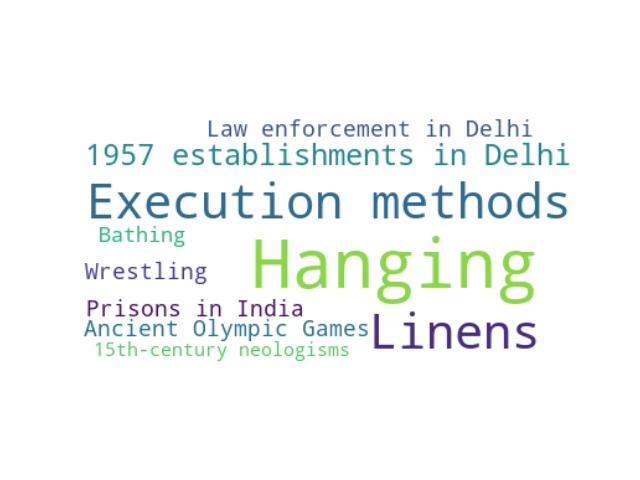 Law enforcement in Delhi
1957 establishments in Delhi
Execution methods
Bathing
Hanging
Wrestling
Prisons in India
Ancient Olympic Games
Linens
15th-century neologisms